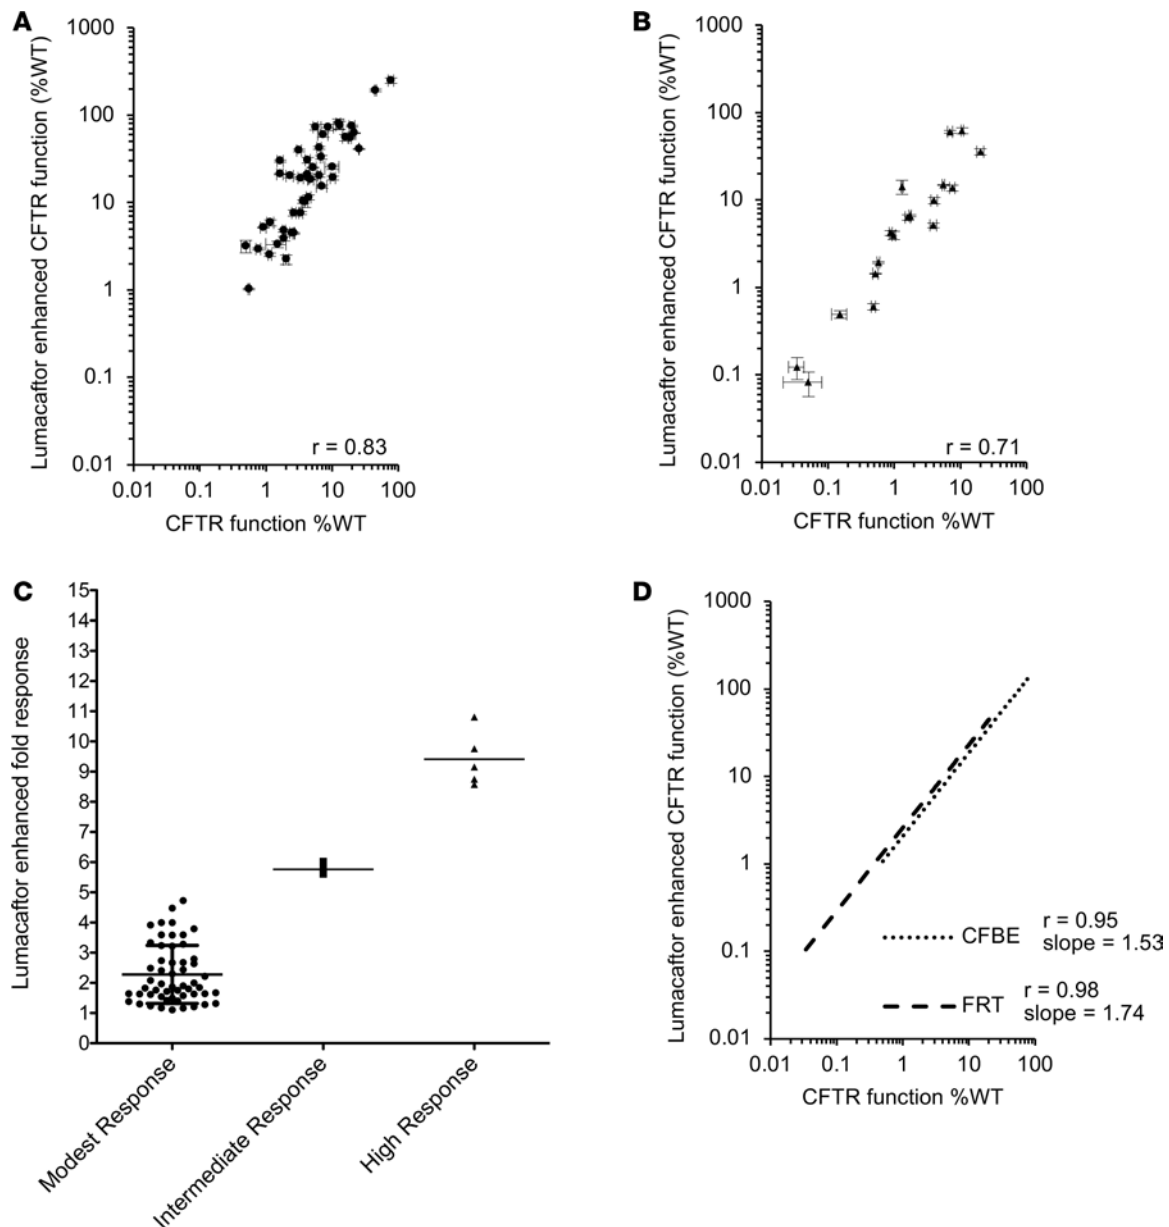 A
Lumacaftor enhanced CFTR function (%WT)
1000
100
10
1
0.1
0.01
r = 0.83
0.01 0.1 1 10 100
CFTR function %WT
B
Lumacaftor enhanced CFTR function (%WT)
1000
100
10
1
0.1
0.01
r = 0.71
0.01 0.1 1 10 100
CFTR function %WT
C
Lumacaftor enhanced fold response
15
14
13
12
11
10
9
8
7
6
5
4
3
2
1
0
Modest Response
Intermediate Response
High Response
D
Lumacaftor enhanced CFTR function (%WT)
1000
100
10
1
0.1
0.01
CFBE r = 0.95
slope = 1.53
FRT r = 0.98
slope = 1.74
0.01 0.1 1 10 100
CFTR function %WT